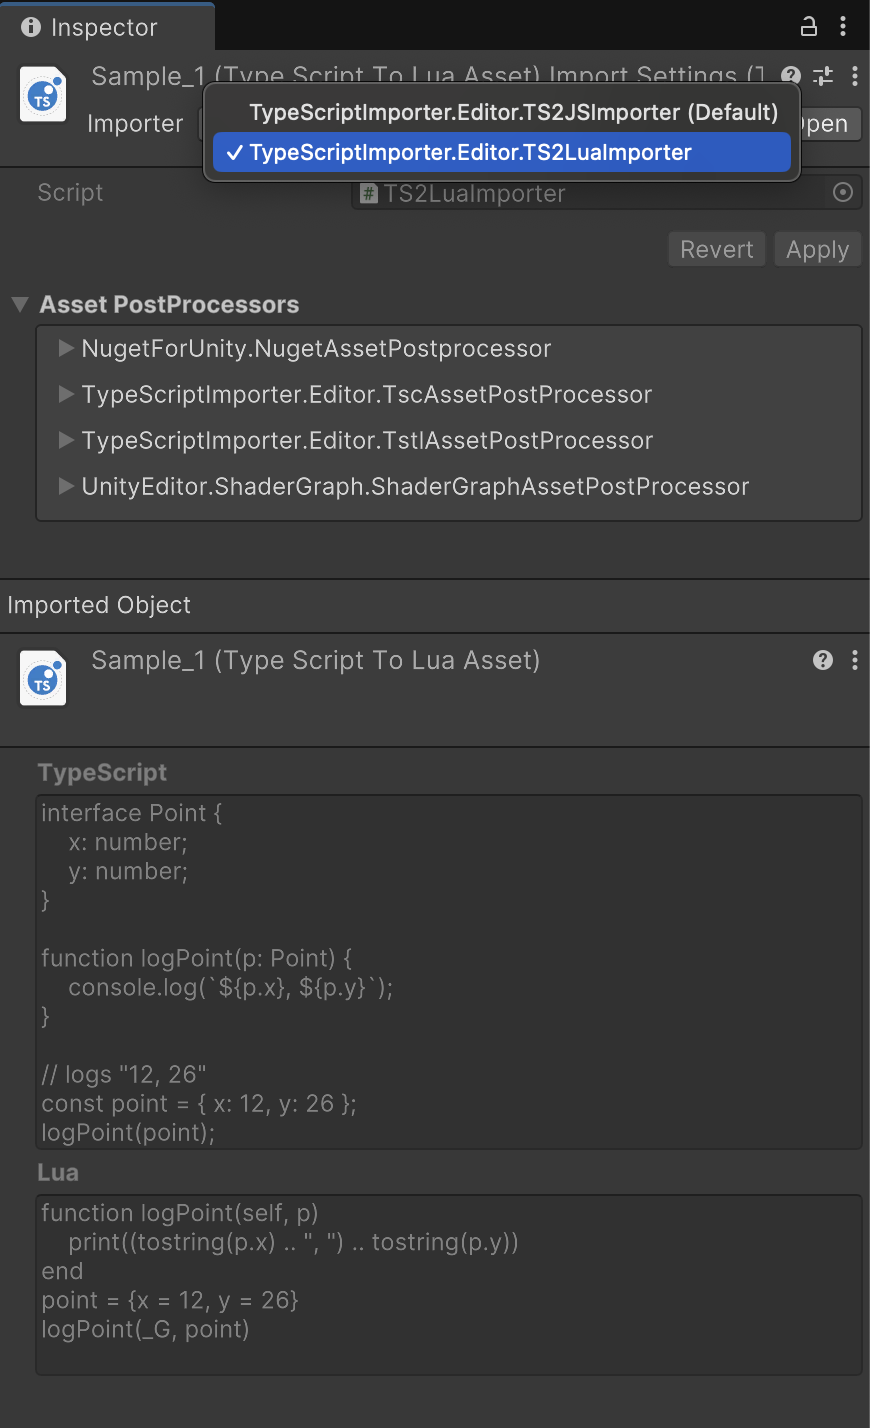 Inspector
Sample_1 (Type Script To Lua Asset) Import Settings (
Importer
TypeScriptImporter.Editor.TS2JSImporter (Default)
✓ TypeScriptImporter.Editor.TS2LuaImporter
Script
# TS2LuaImporter
Revert Apply
Asset PostProcessors
NugetForUnity.NugetAssetPostprocessor
TypeScriptImporter.Editor.TscAssetPostProcessor
TypeScriptImporter.Editor.TstlAssetPostProcessor
UnityEditor.ShaderGraph.ShaderGraphAssetPostProcessor
Imported Object
TS
Sample_1 (Type Script To Lua Asset)
TypeScript
interface Point {
x: number;
y: number;
}
function logPoint(p: Point) {
console.log(`${p.x}, ${p.y}`);
}
// logs "12, 26"
const point = { x: 12, y: 26 };
logPoint(point);
Lua
function logPoint(self, p)
print((tostring(p.x) .. ", ") .. tostring(p.y))
end
point = {x = 12, y = 26}
logPoint(_G, point)